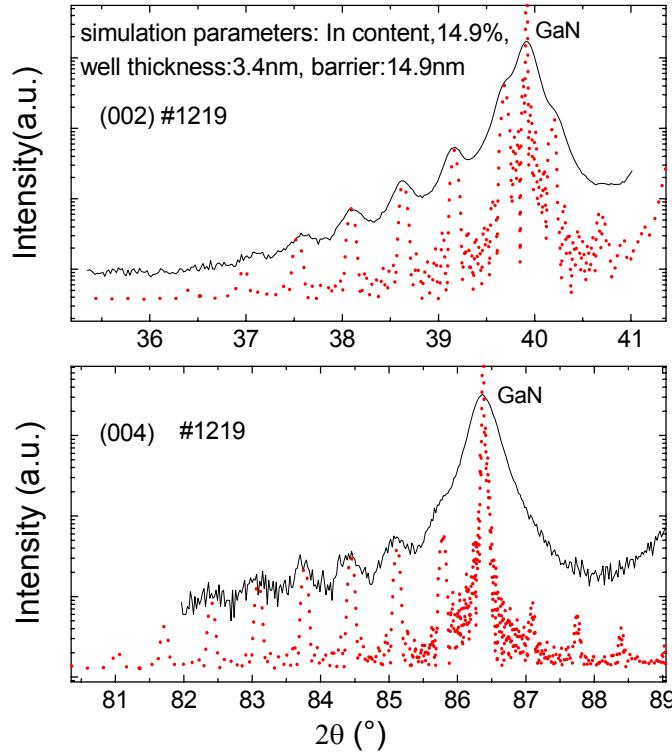 simulation parameters: In content,14.9%,
well thickness:3.4nm, barrier:14.9nm
GaN
(002) #1219
Intensity(a.u.)
36 37 38 39 40 41
GaN
(004) #1219
Intensity (a.u.)
81 82 83 84 85 86 87 88 89
2θ (°)